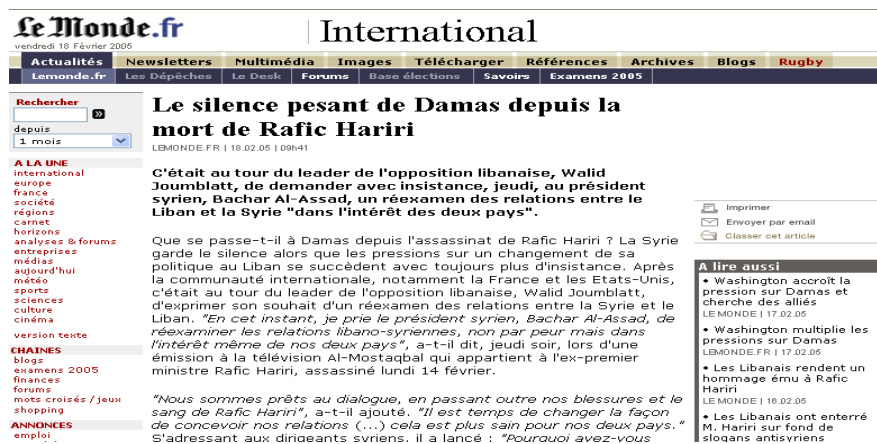 Le Monde.fr
International
vendredi 18 Février 2005
Actualités Newsletters Multimédia Images Télécharger Références Archives Blogs Rugby
Lemonde.fr Les Dépêches Le Desk Forums Base élections Savoirs Examens 2005
Rechercher
depuis
1 mois
A LA UNE
international
europe
france
société
régions
carnet
horizons
analyses & forums
entreprises
médias
aujourd'hui
météo
sports
sciences
culture
cinéma
version texte
CHAINES
blogs
examens 2005
finances
forums
mots croisés / jeux
shopping
ANNONCES
emploi
Le silence pesant de Damas depuis la
mort de Rafic Hariri
LEMONDE.FR | 18.02.05 | 09h41
C'était au tour du leader de l'opposition libanaise, Walid
Joumblatt, de demander avec insistance, jeudi, au président
syrien, Bachar Al-Assad, un réexamen des relations entre le
Liban et la Syrie "dans l'intérêt des deux pays".
Que se passe-t-il à Damas depuis l'assassinat de Rafic Hariri ? La Syrie
garde le silence alors que les pressions sur un changement de sa
politique au Liban se succèdent avec toujours plus d'insistance. Après
la communauté internationale, notamment la France et les Etats-Unis,
c'était au tour du leader de l'opposition libanaise, Walid Joumblatt,
d'exprimer son souhait d'un réexamen des relations entre la Syrie et le
Liban. "En cet instant, je prie le président syrien, Bachar Al-Assad, de
réexaminer les relations libano-syriennes, non par peur mais dans
l'intérêt même de nos deux pays", a-t-il dit, jeudi soir, lors d'une
émission à la télévision Al-Mostaqbal qui appartient à l'ex-premier
ministre Rafic Hariri, assassiné lundi 14 février.
"Nous sommes prêts au dialogue, en passant outre nos blessures et le
sang de Rafic Hariri", a-t-il ajouté. "Il est temps de changer la façon
de concevoir nos relations (...) cela est plus sain pour nos deux pays."
S'adressant aux dirigeants syriens, il a lancé : "Pourquoi avez-vous
Imprimer
Envoyer par email
Classer cet article
A lire aussi
• Washington accroît la
pression sur Damas et
cherche des alliés
LE MONDE | 17.02.05
• Washington multiplie les
pressions sur Damas
LEMONDE.FR | 17.02.05
• Les Libanais rendent un
hommage ému à Rafic
Hariri
LE MONDE | 16.02.05
• Les Libanais ont enterré
M. Hariri sur fond de
slogans antisyriens